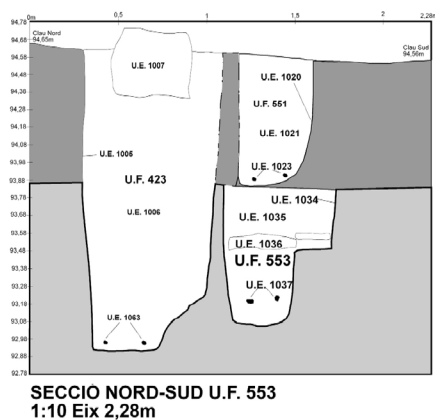 0m 0,5 1 1,5 2 2,28m
94,78
94,68
94,58
94,48
94,38
94,28
94,18
94,08
93,98
93,88
93,78
93,68
93,58
93,48
93,38
93,28
93,18
93,08
92,98
92,88
92.78
Clau Nord
94,65m
Clau Sud
94,56m
U.E. 1007
U.E. 1020
U.F. 551
U.E. 1021
U.E. 1005
U.E. 1023
U.F. 423
U.E. 1034
U.E. 1006
U.E. 1035
U.E. 1036
U.F. 553
U.E. 1037
U.E. 1063
SECCIÓ NORD-SUD U.F. 553
1:10 Eix 2,28m